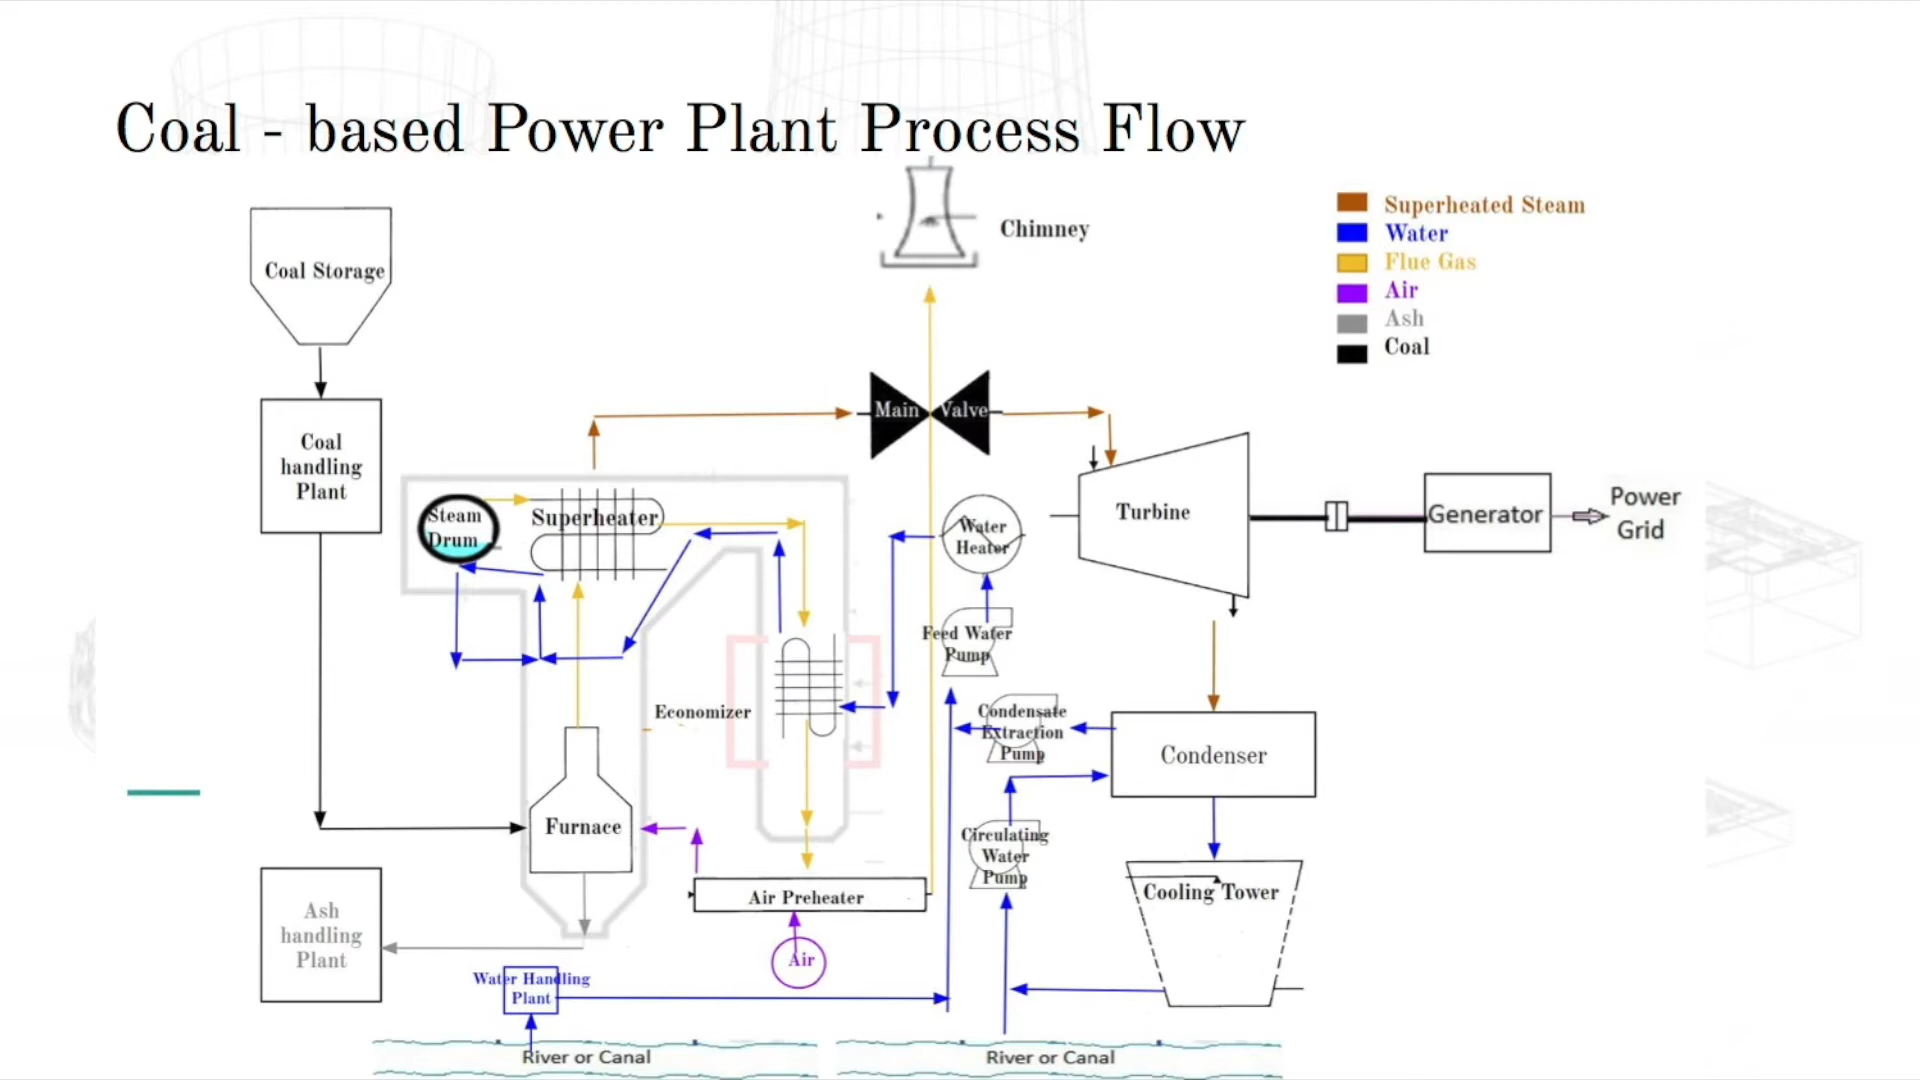 Coal - based Power Plant Process Flow
Chimney
Superheated Steam
Water
Flue Gas
Air
Ash
Coal
Coal Storage
Coal
handling
Plant
Main Valve
Steam
Drum
Superheater
Water
Heater
Turbine
Generator
Power
Grid
Feed Water
Pump
Economizer
Condensate
Extraction
Pump
Condenser
Furnace
Circulating
Water
Pump
Air Preheater
Cooling Tower
Ash
handling
Plant
Air
Water Handling
Plant
River or Canal
River or Canal